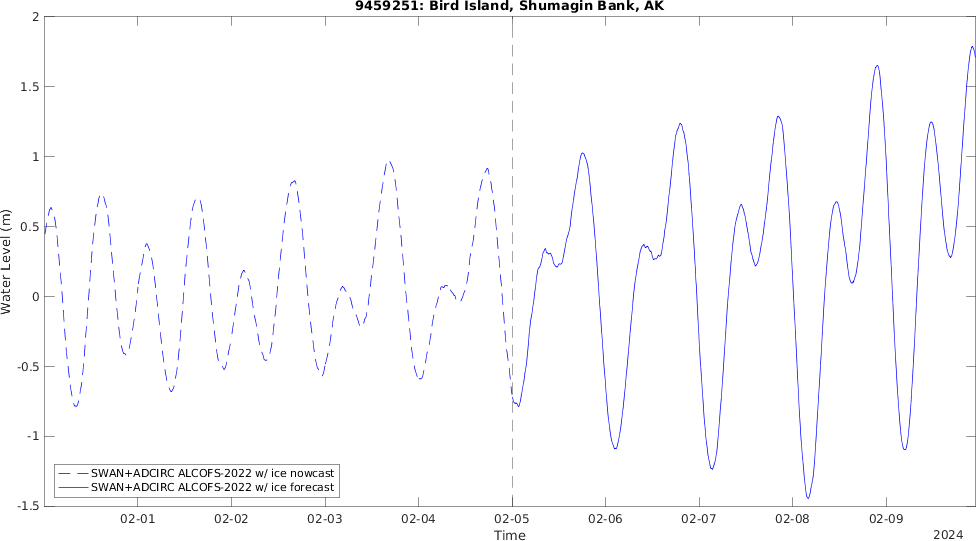 9459251: Bird Island, Shumagin Bank, AK
2
1.5
1
0.5
0
-0.5
-1
-1.5
Water Level (m)
SWAN+ADCIRC ALCOFS-2022 w/ ice nowcast
SWAN+ADCIRC ALCOFS-2022 w/ ice forecast
02-01 02-02 02-03 02-04 02-05 02-06 02-07 02-08 02-09
Time
2024